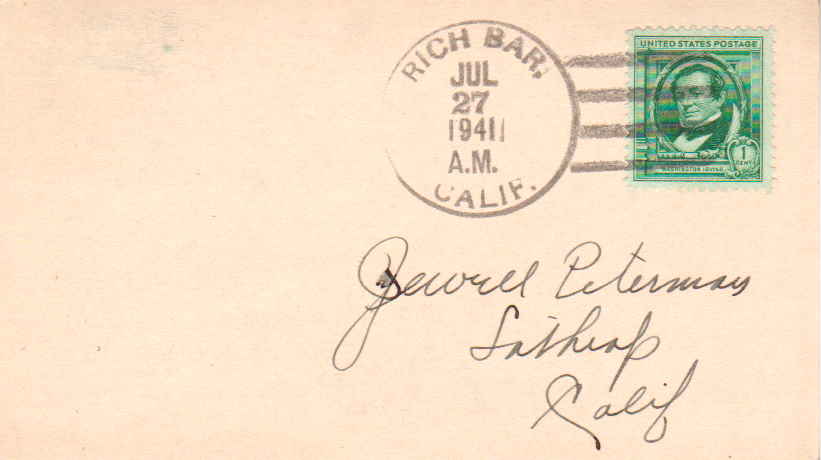 RICH BAR,
JUL
27
1941
A.M.
CALIF.
UNITED STATES POSTAGE
1
CENT
WASHINGTON IRVING
Jewell Peterman
Lathrop
Calif